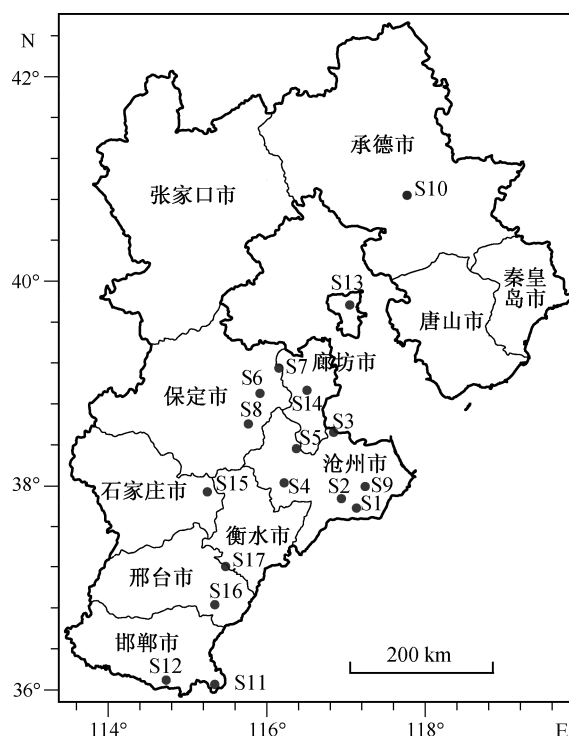 N
42°
承德市
S10
张家口市
40°
S13
秦皇
岛市
唐山市
廊坊市
S7
S6
保定市
S14
S8
S3
S5
沧州市
38°
石家庄市
S15
S4
S2
S9
S1
衡水市
S17
邢台市
S16
邯郸市
200 km
S12
S11
36°
114°
116°
118°
E